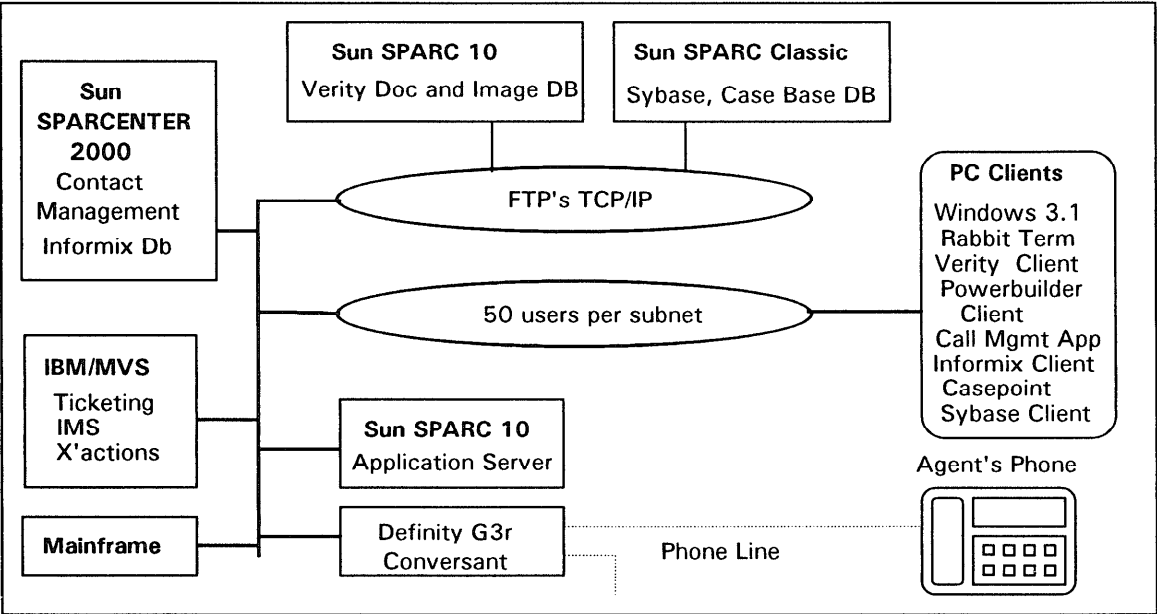 Sun SPARC 10
Verity Doc and Image DB
Sun SPARC Classic
Sybase, Case Base DB
Sun
SPARCENTER
2000
Contact
Management
Informix Db
FTP's TCP/IP
50 users per subnet
PC Clients
Windows 3.1
Rabbit Term
Verity Client
Powerbuilder
Client
Call Mgmt App
Informix Client
Casepoint
Sybase Client
IBM/MVS
Ticketing
IMS
X'actions
Sun SPARC 10
Application Server
Agent's Phone
Mainframe
Definity G3r
Conversant
Phone Line